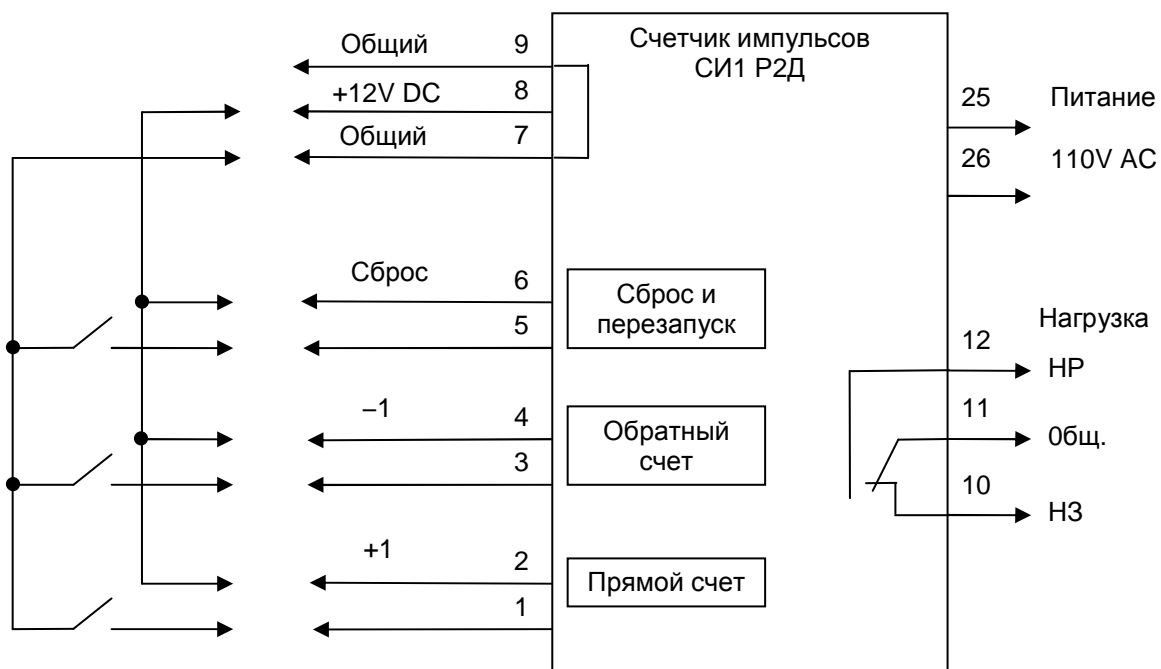 Счетчик импульсов
СИ1 Р2Д
Общий 9
+12V DC 8
Общий 7
25 Питание
26 110V AC
Сброс 6
5
Сброс и
перезапуск
Нагрузка
12
НР
11
0бщ.
10
НЗ
–1 4
3
Обратный
счет
+1 2
1
Прямой счет